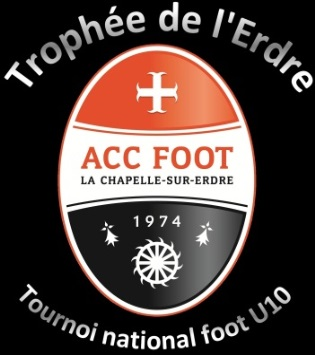 Trophée de l'Erdre
ACC FOOT
LA CHAPELLE-SUR-ERDRE
1974
Tournoi national foot U10